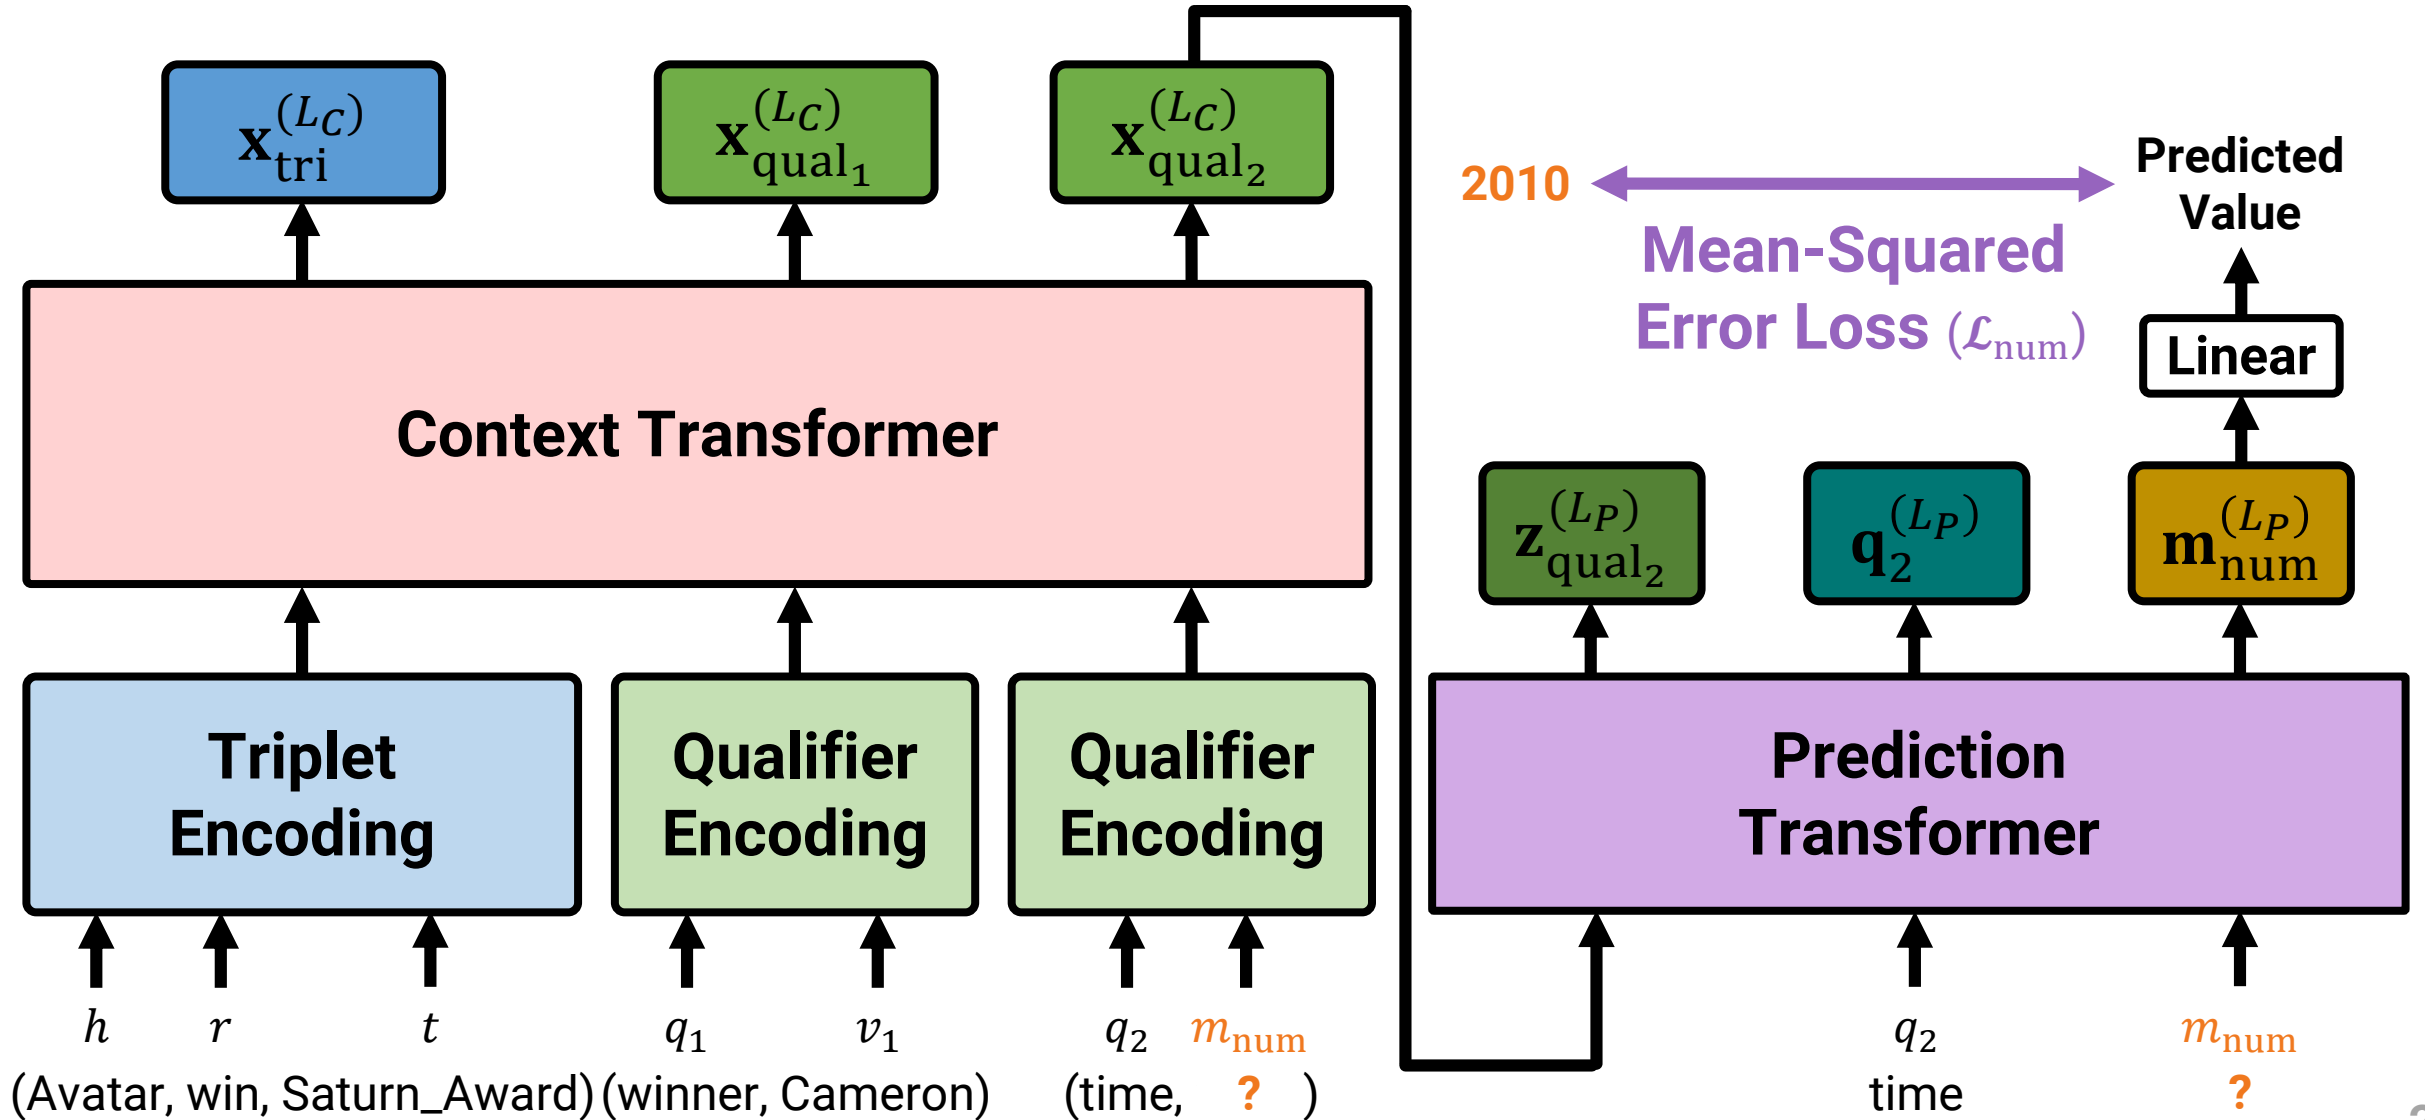 x_tri^(L_C)
x_qual_1^(L_C)
x_qual_2^(L_C)
Context Transformer
Triplet
Encoding
Qualifier
Encoding
Qualifier
Encoding
h r t
q_1 v_1
q_2 m_num
(Avatar, win, Saturn_Award) (winner, Cameron) (time, ? )
2010
Mean-Squared
Error Loss (ℒ_num)
Predicted
Value
Linear
z_qual_2^(L_P)
q_2^(L_P)
m_num^(L_P)
Prediction
Transformer
q_2 m_num
time ?